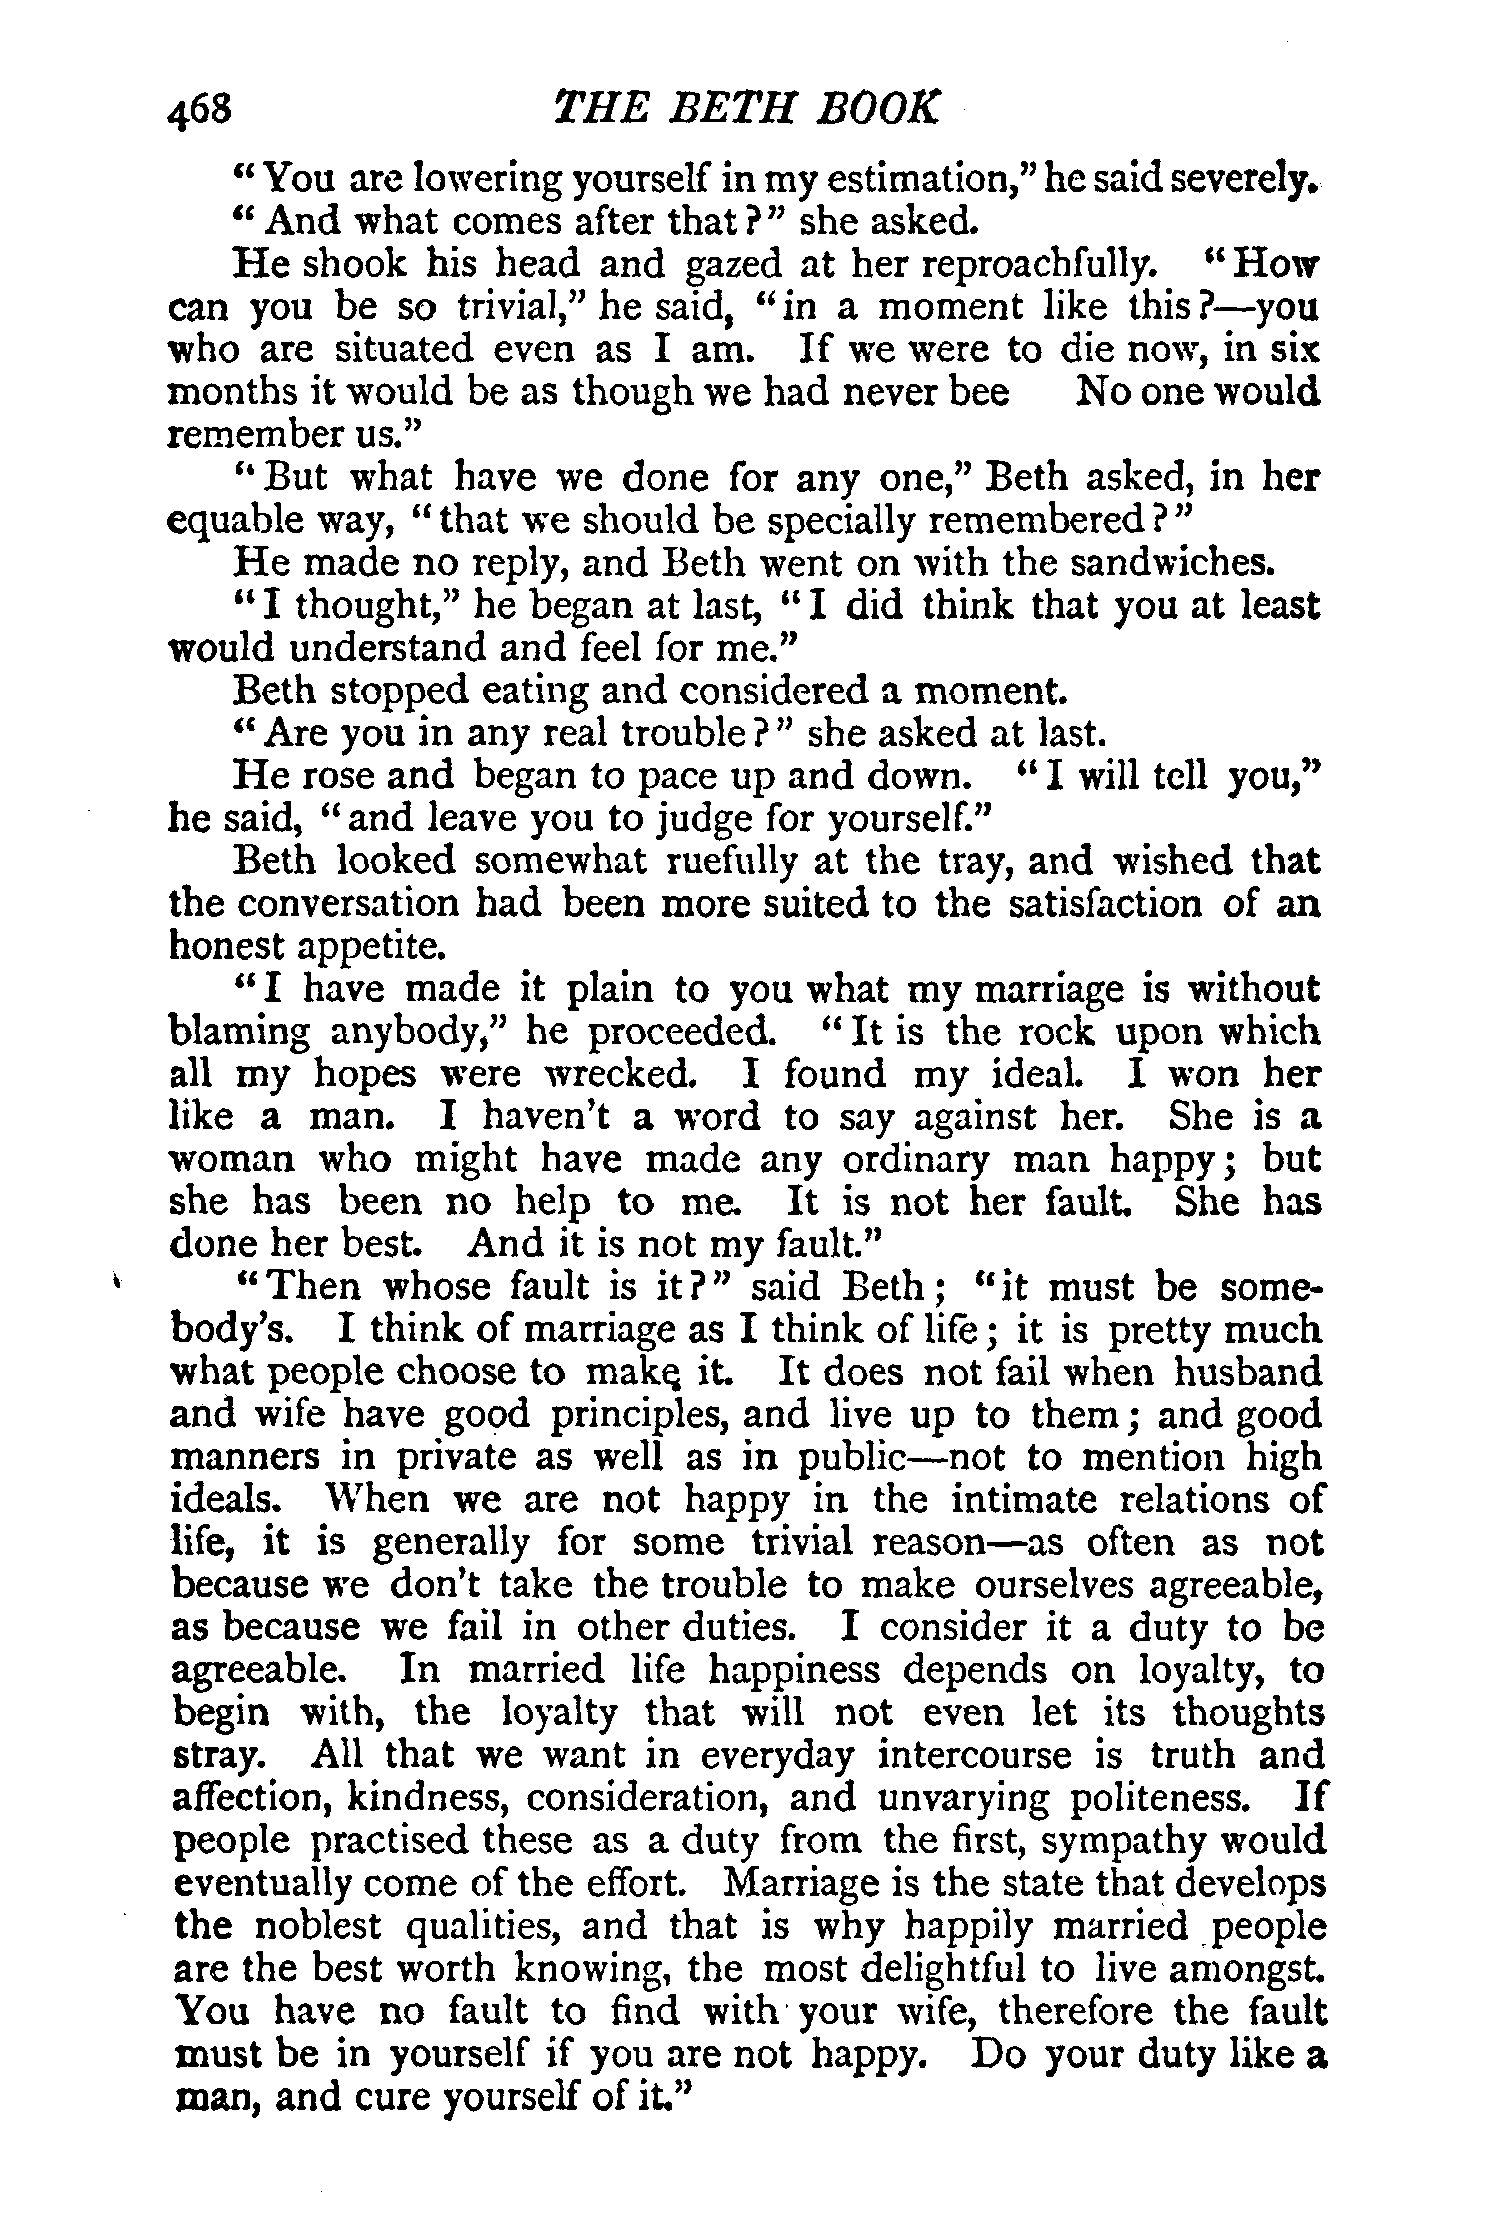 468 THE BETH BOOK
“You are lowering yourself in my estimation,” he said severely.
“And what comes after that?” she asked.
He shook his head and gazed at her reproachfully. “How
can you be so trivial,” he said, “in a moment like this?—you
who are situated even as I am. If we were to die now, in six
months it would be as though we had never bee No one would
remember us.”
“But what have we done for any one,” Beth asked, in her
equable way, “that we should be specially remembered?”
He made no reply, and Beth went on with the sandwiches.
“I thought,” he began at last, “I did think that you at least
would understand and feel for me.”
Beth stopped eating and considered a moment.
“Are you in any real trouble?” she asked at last.
He rose and began to pace up and down. “I will tell you,”
he said, “and leave you to judge for yourself.”
Beth looked somewhat ruefully at the tray, and wished that
the conversation had been more suited to the satisfaction of an
honest appetite.
“I have made it plain to you what my marriage is without
blaming anybody,” he proceeded. “It is the rock upon which
all my hopes were wrecked. I found my ideal. I won her
like a man. I haven’t a word to say against her. She is a
woman who might have made any ordinary man happy; but
she has been no help to me. It is not her fault. She has
done her best. And it is not my fault.”
“Then whose fault is it?” said Beth; “it must be some-
body’s. I think of marriage as I think of life; it is pretty much
what people choose to make it. It does not fail when husband
and wife have good principles, and live up to them; and good
manners in private as well as in public—not to mention high
ideals. When we are not happy in the intimate relations of
life, it is generally for some trivial reason—as often as not
because we don’t take the trouble to make ourselves agreeable,
as because we fail in other duties. I consider it a duty to be
agreeable. In married life happiness depends on loyalty, to
begin with, the loyalty that will not even let its thoughts
stray. All that we want in everyday intercourse is truth and
affection, kindness, consideration, and unvarying politeness. If
people practised these as a duty from the first, sympathy would
eventually come of the effort. Marriage is the state that develops
the noblest qualities, and that is why happily married people
are the best worth knowing, the most delightful to live amongst.
You have no fault to find with your wife, therefore the fault
must be in yourself if you are not happy. Do your duty like a
man, and cure yourself of it.”